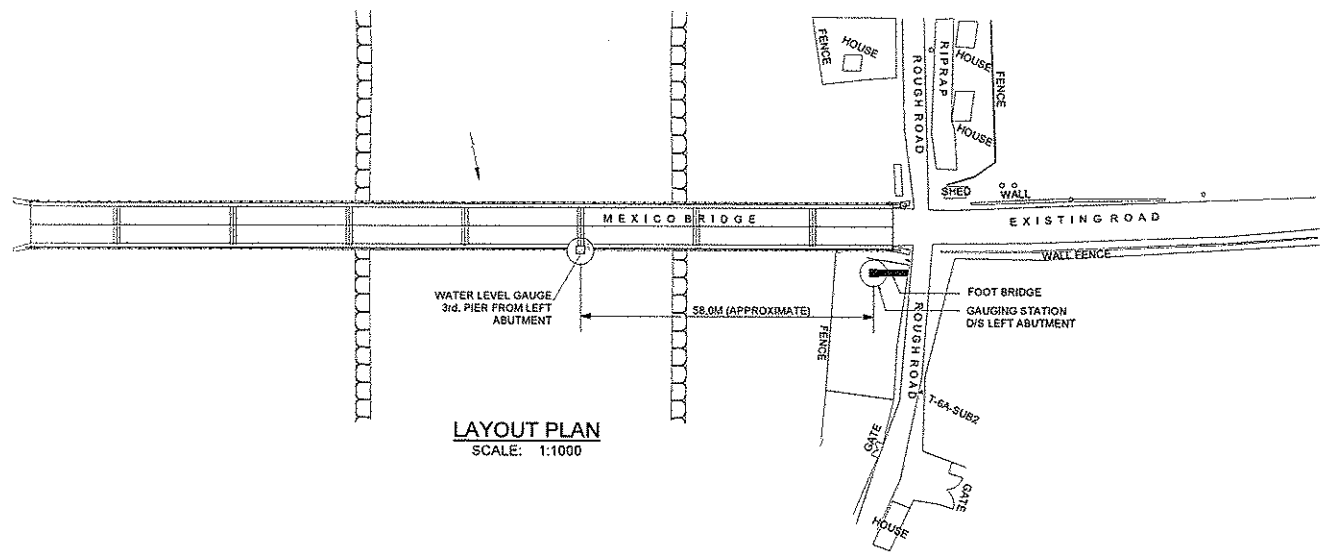 FENCE
HOUSE
ROUGH ROAD
RIPRAP
HOUSE
FENCE
HOUSE
SHED
WALL
MEXICO BRIDGE
EXISTING ROAD
WALL FENCE
WATER LEVEL GAUGE
3rd. PIER FROM LEFT
ABUTMENT
58.0M (APPROXIMATE)
FOOT BRIDGE
GAUGING STATION
D/S LEFT ABUTMENT
FENCE
ROUGH ROAD
T-6A-SUB2
LAYOUT PLAN
SCALE: 1:1000
GATE
GATE
HOUSE